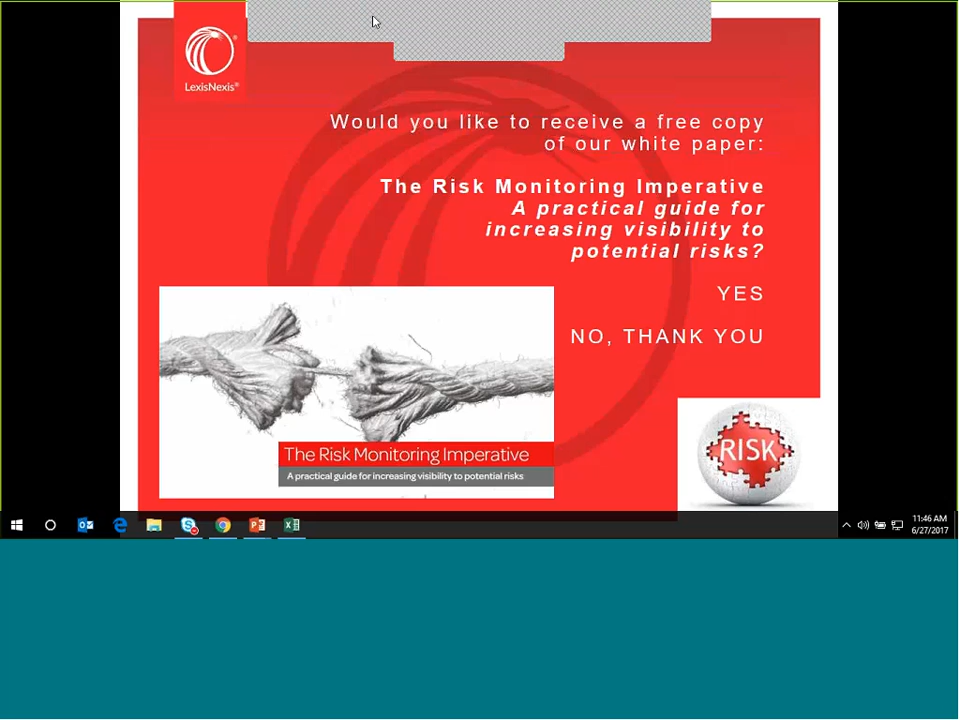 LexisNexis®
Would you like to receive a free copy
of our white paper:
The Risk Monitoring Imperative
A practical guide for
increasing visibility to
potential risks?
YES
NO, THANK YOU
The Risk Monitoring Imperative
A practical guide for increasing visibility to potential risks
RISK
11:46 AM
6/27/2017